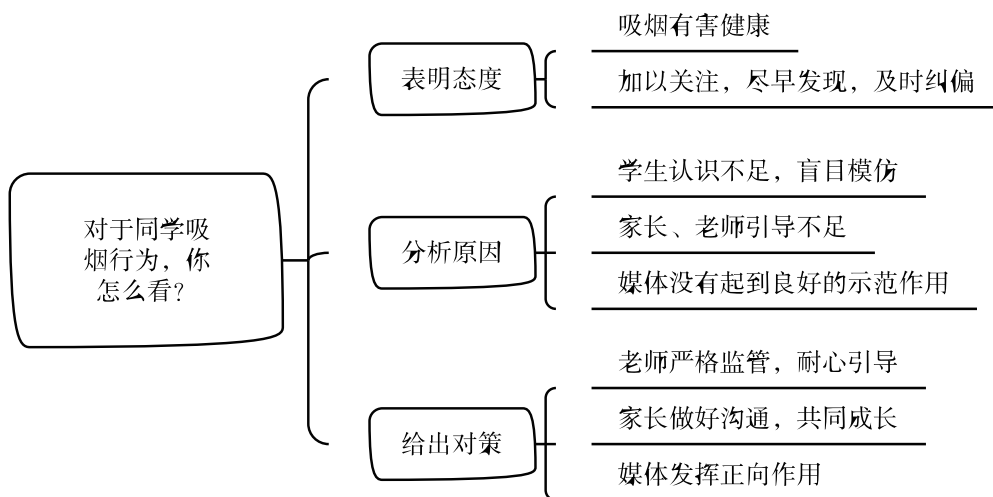 对于同学吸
烟行为，你
怎么看？
表明态度
吸烟有害健康
加以关注，尽早发现，及时纠偏
分析原因
学生认识不足，盲目模仿
家长、老师引导不足
媒体没有起到良好的示范作用
给出对策
老师严格监管，耐心引导
家长做好沟通，共同成长
媒体发挥正向作用